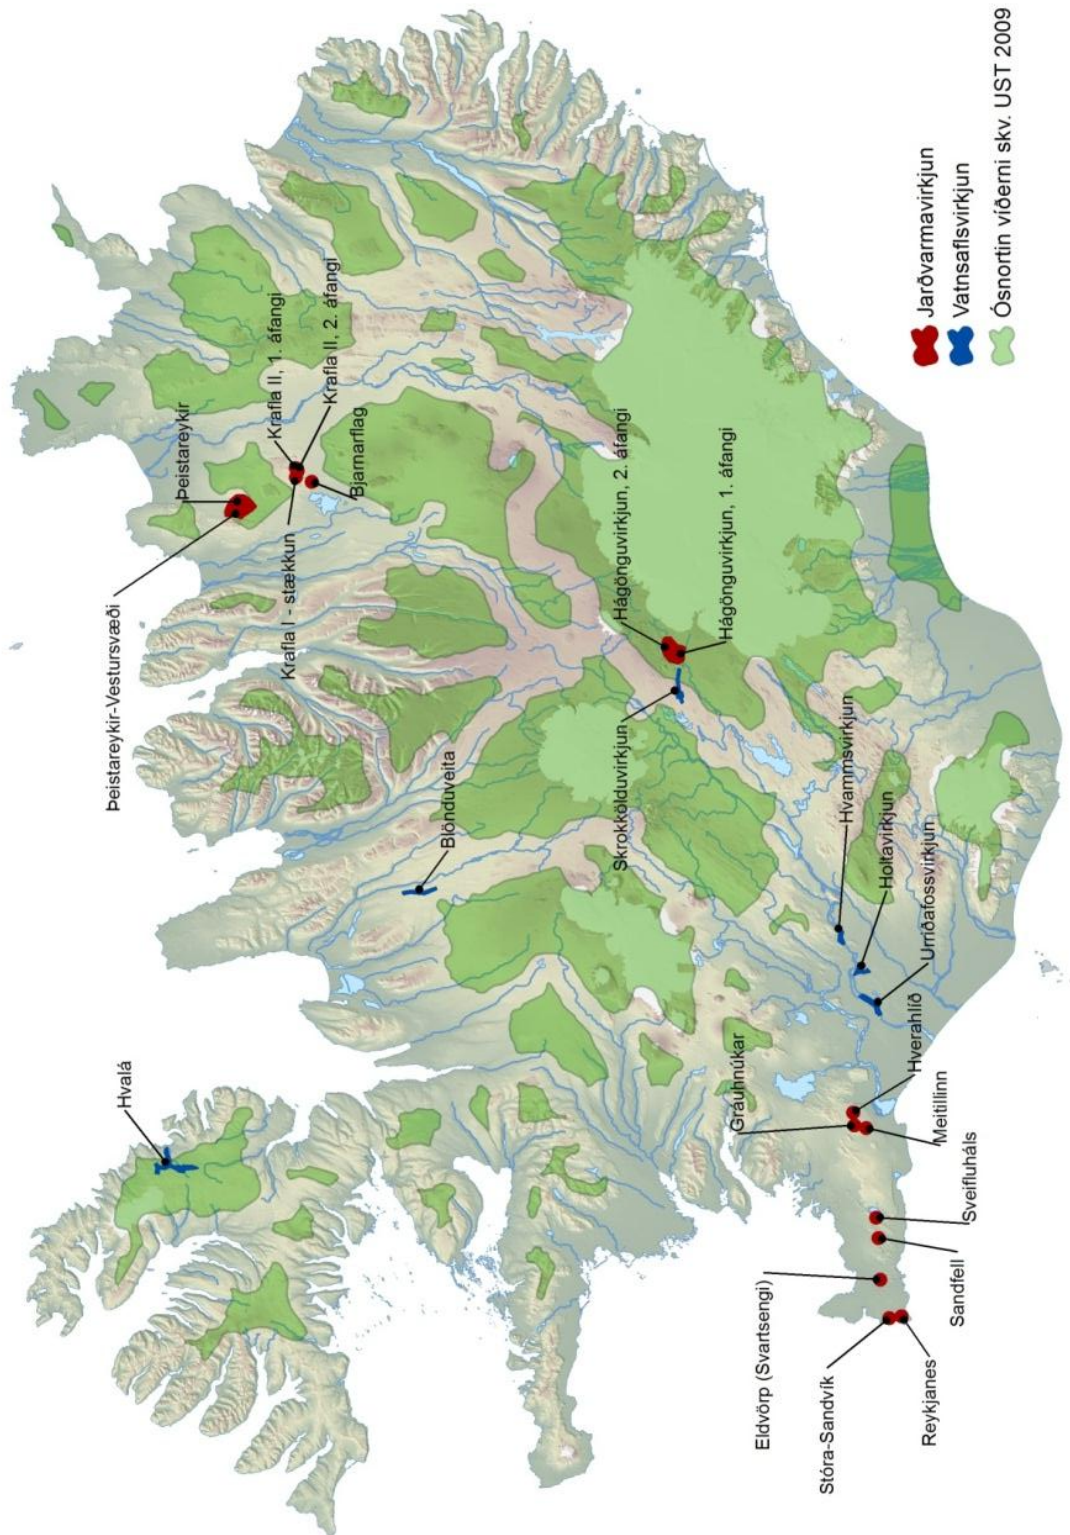 Hvalá
Blönduveita
Þeistareykir-Vestursvæði
Þeistareykir
Krafla I - stækkun
Krafla II, 1. áfangi
Krafla II, 2. áfangi
Bjarnarflag
Skrokkölduvirkjun
Hágönguvirkjun, 2. áfangi
Hágönguvirkjun, 1. áfangi
Hvammsvirkjun
Holtavirkjun
Urriðafossvirkjun
Gráuhnúkar
Hverahlíð
Meitillinn
Sveifluháls
Sandfell
Eldvörp (Svartsengi)
Stóra-Sandvík
Reykjanes
Jarðvarmavirkjun
Vatnsaflsvirkjun
Ósnortin víðerni skv. UST 2009